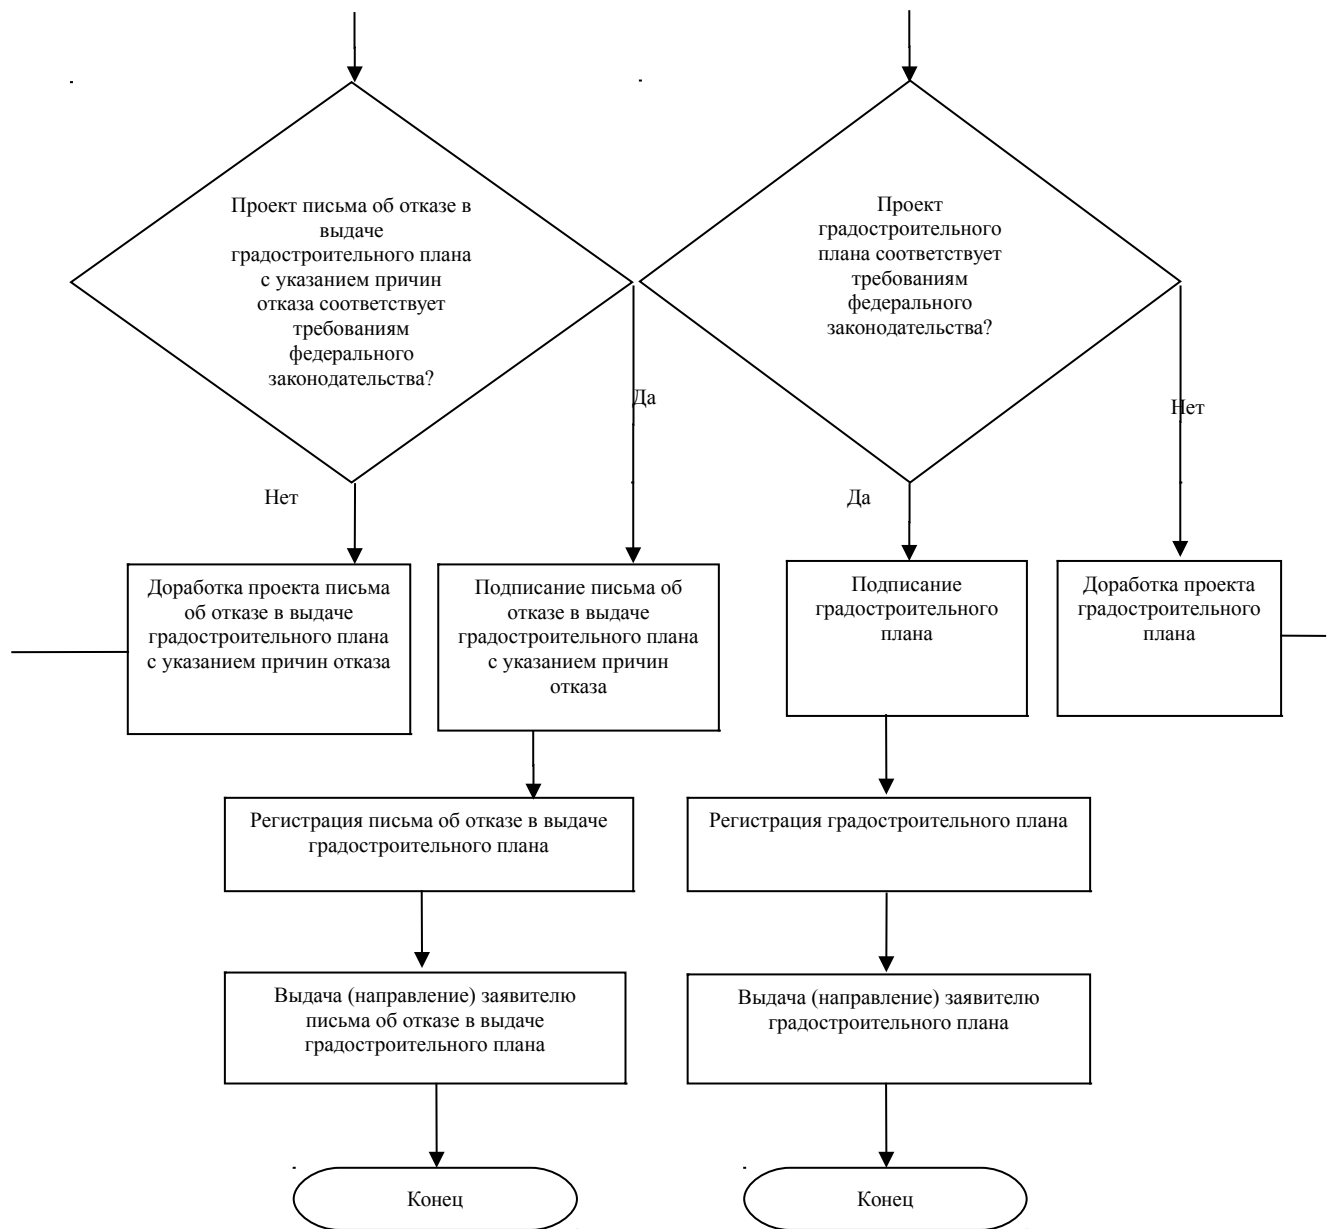 Проект письма об отказе в
выдаче
градостроительного плана
с указанием причин
отказа соответствует
требованиям
федерального
законодательства?
Проект
градостроительного
плана соответствует
требованиям
федерального
законодательства?
Да
Нет
Нет
Да
Доработка проекта письма
об отказе в выдаче
градостроительного плана
с указанием причин отказа
Подписание письма об
отказе в выдаче
градостроительного плана
с указанием причин
отказа
Подписание
градостроительного
плана
Доработка проекта
градостроительного
плана
Регистрация письма об отказе в выдаче
градостроительного плана
Регистрация градостроительного плана
Выдача (направление) заявителю
письма об отказе в выдаче
градостроительного плана
Выдача (направление) заявителю
градостроительного плана
Конец
Конец